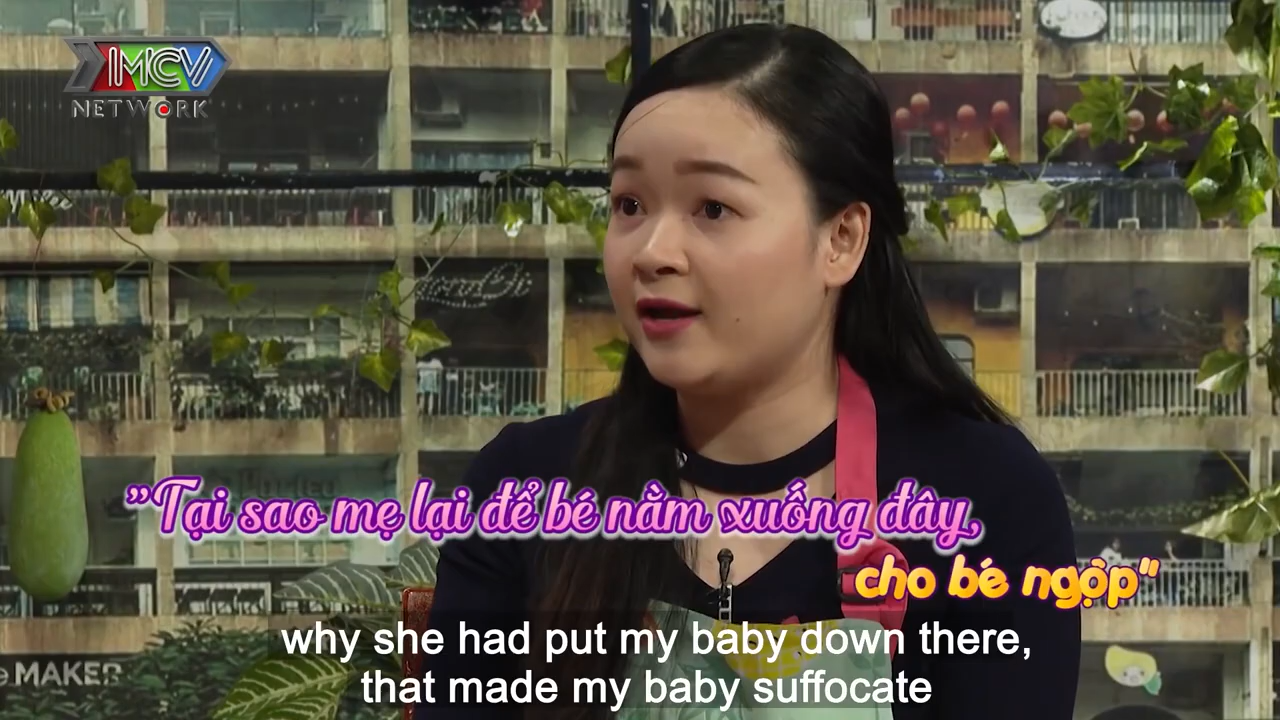 MCV
NETWORK
"Tại sao mẹ lại để bé nằm xuống đây,
cho bé ngộp"
why she had put my baby down there,
that made my baby suffocate
MAKER